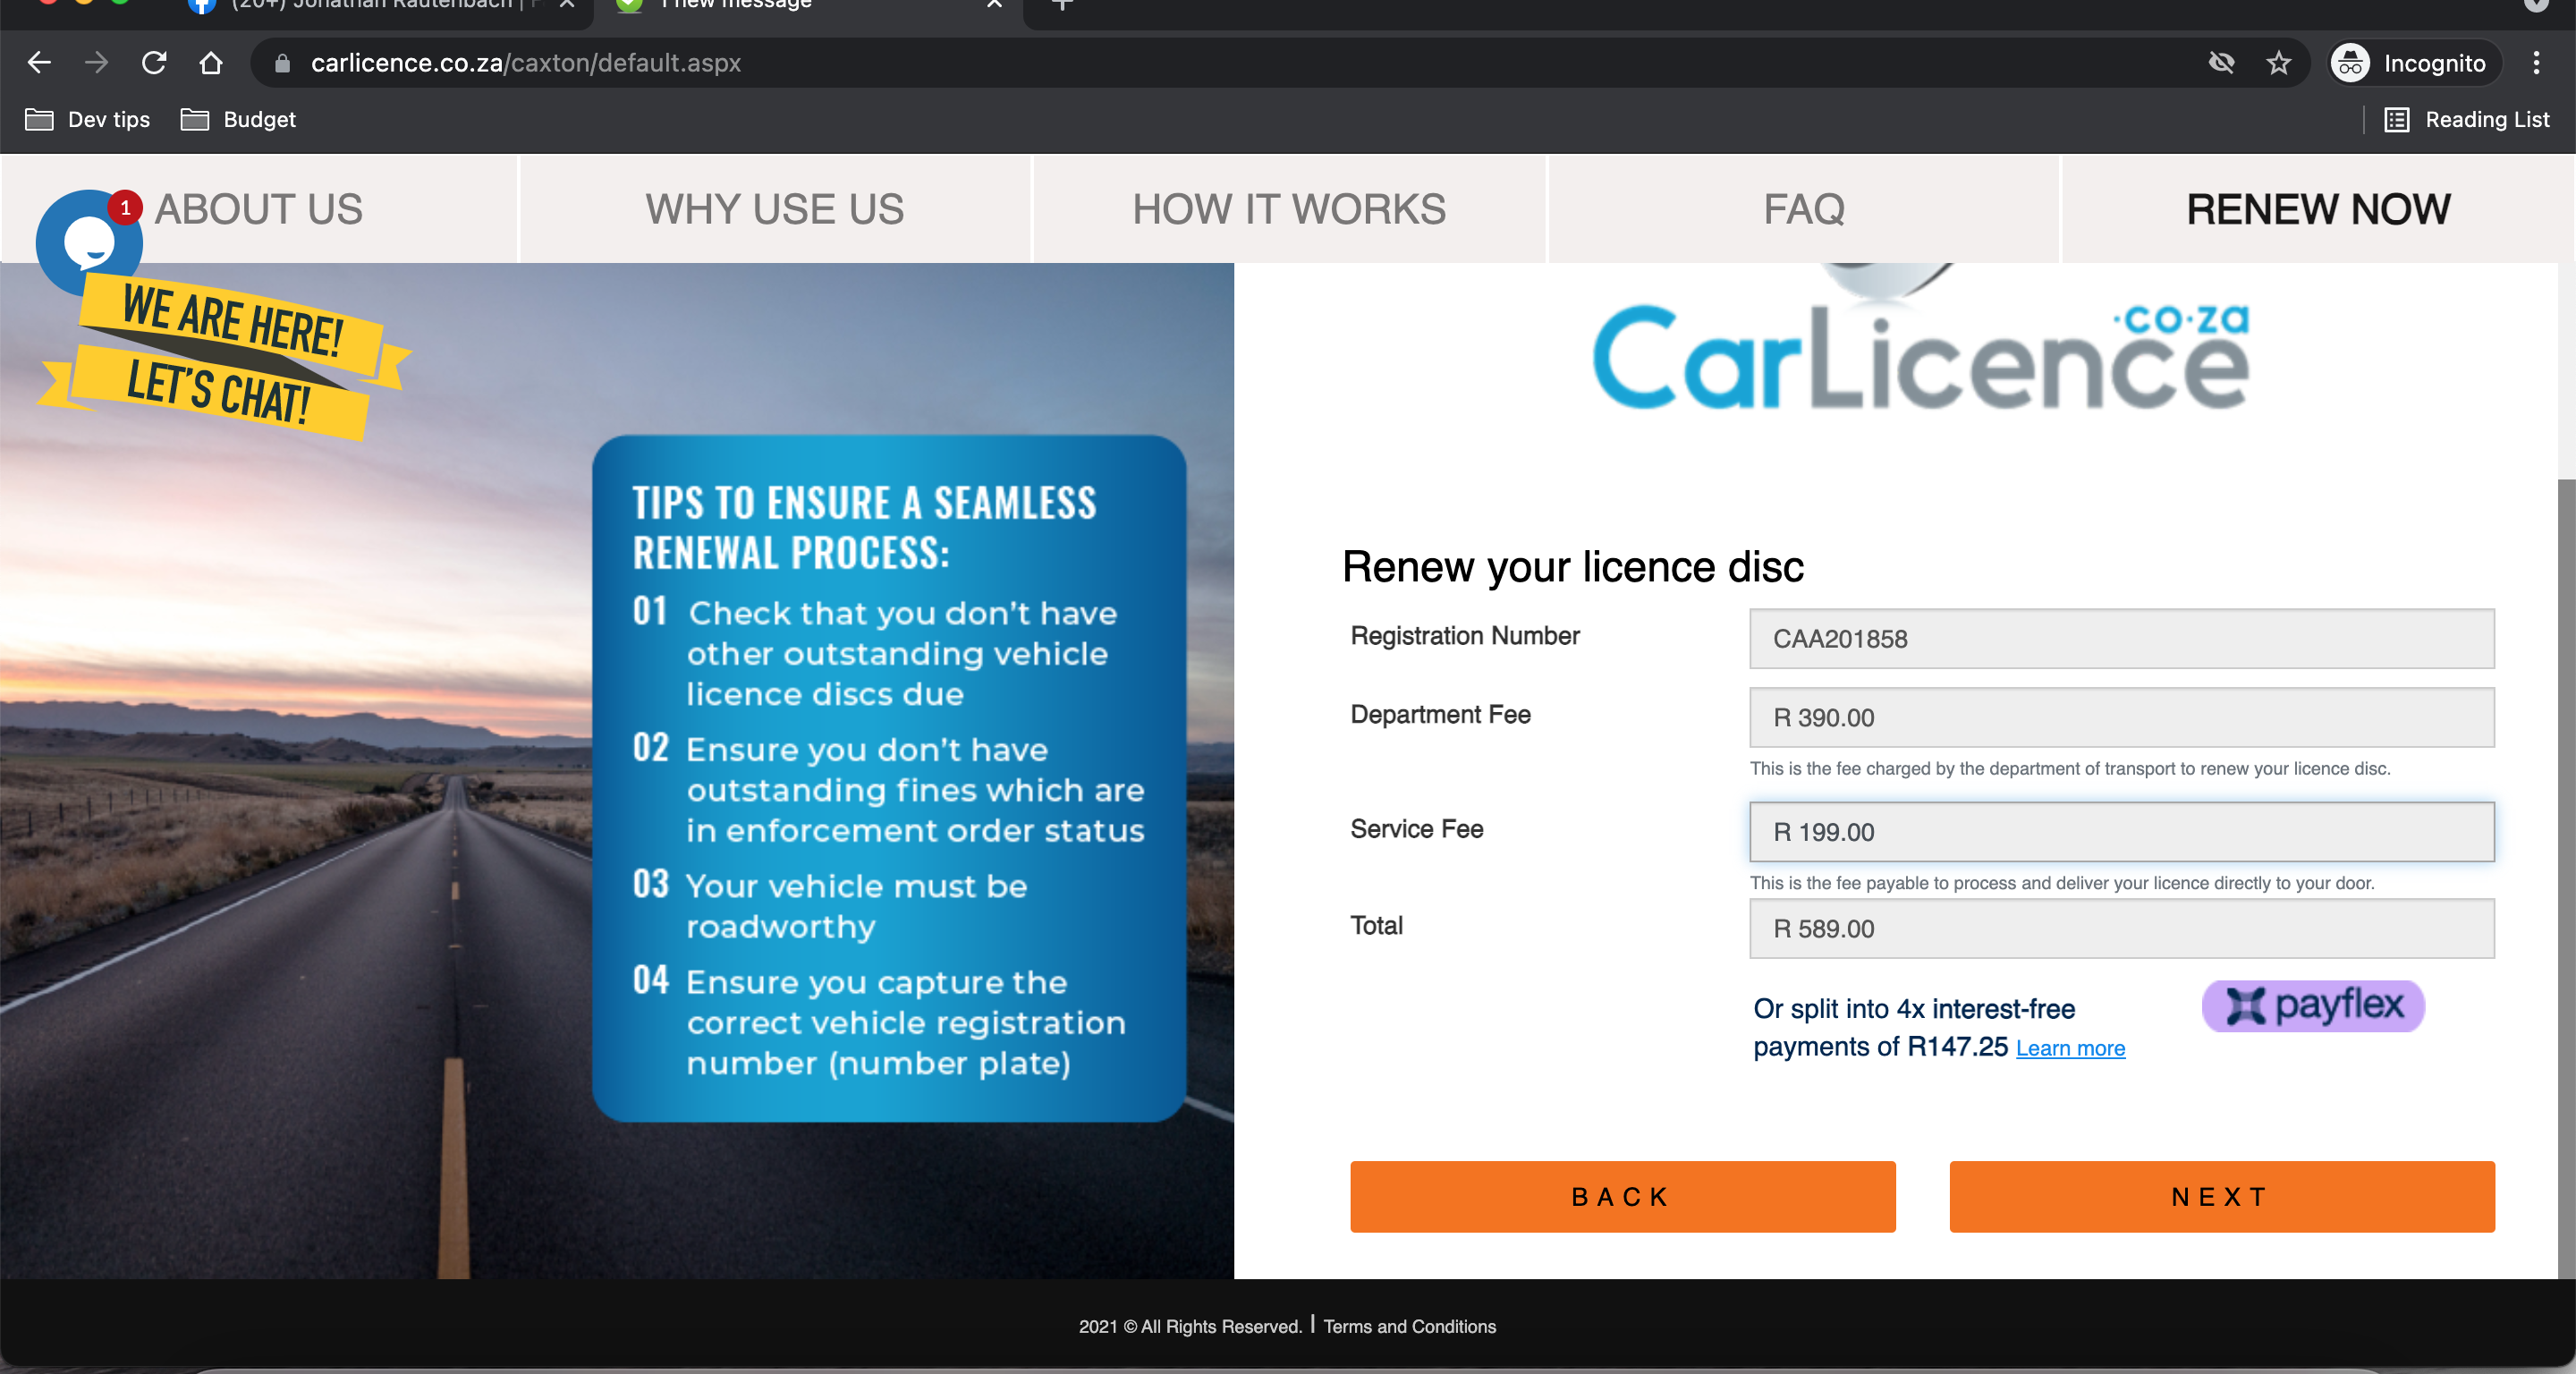 (20+) Jonathan Rautenbach | F
1 new message
carlicence.co.za/caxton/default.aspx
Incognito
Dev tips
Budget
Reading List
1
ABOUT US
WHY USE US
HOW IT WORKS
FAQ
RENEW NOW
WE ARE HERE!
LET'S CHAT!
TIPS TO ENSURE A SEAMLESS
RENEWAL PROCESS:
01 Check that you don't have
other outstanding vehicle
licence discs due
02 Ensure you don't have
outstanding fines which are
in enforcement order status
03 Your vehicle must be
roadworthy
04 Ensure you capture the
correct vehicle registration
number (number plate)
CarLicence
.co.za
Renew your licence disc
Registration Number
CAA201858
Department Fee
R 390.00
This is the fee charged by the department of transport to renew your licence disc.
Service Fee
R 199.00
This is the fee payable to process and deliver your licence directly to your door.
Total
R 589.00
Or split into 4x interest-free
payments of R147.25 Learn more
payflex
BACK
NEXT
2021 © All Rights Reserved. | Terms and Conditions